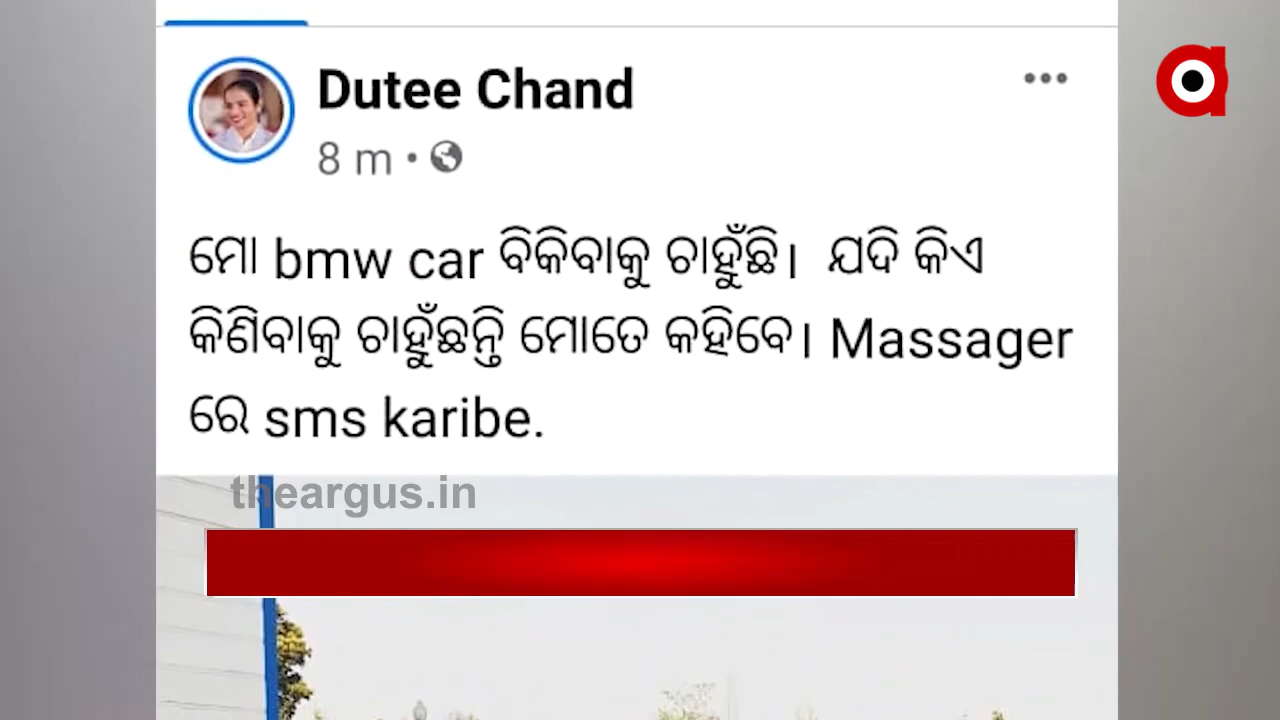 Dutee Chand
8 m •
ମୋ bmw car ବିକିବାକୁ ଚାହୁଁଛି। ଯଦି କିଏ
କିଣିବାକୁ ଚାହୁଁଛନ୍ତି ମୋତେ କହିବେ। Massager
ରେ sms karibe.
theargus.in